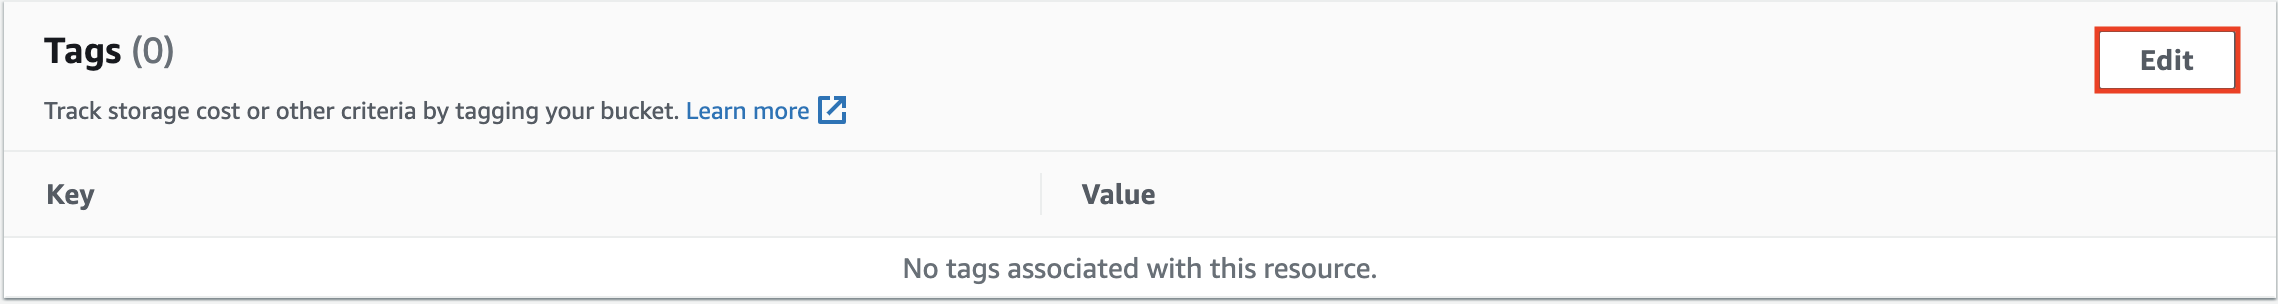 Tags (0)
Edit
Track storage cost or other criteria by tagging your bucket. Learn more
Key
Value
No tags associated with this resource.